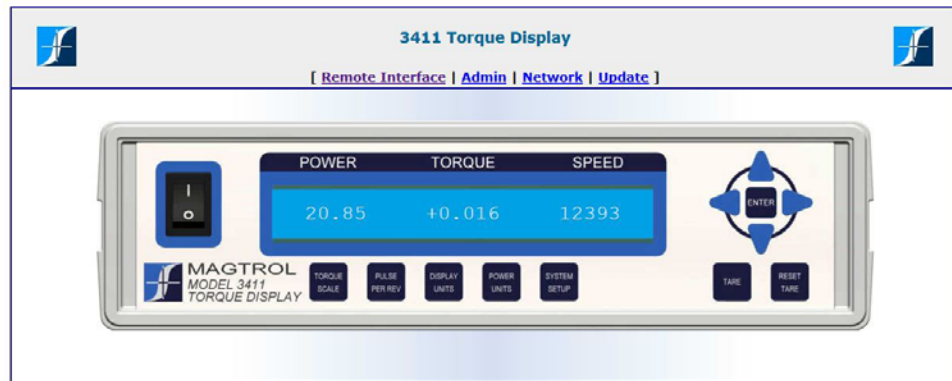 3411 Torque Display
[ Remote Interface | Admin | Network | Update ]
POWER TORQUE SPEED
20.85 +0.016 12393
I
O
ENTER
MAGTROL
MODEL 3411
TORQUE DISPLAY
TORQUE
SCALE
PULSE
PER REV
DISPLAY
UNITS
POWER
UNITS
SYSTEM
SETUP
TARE
RESET
TARE